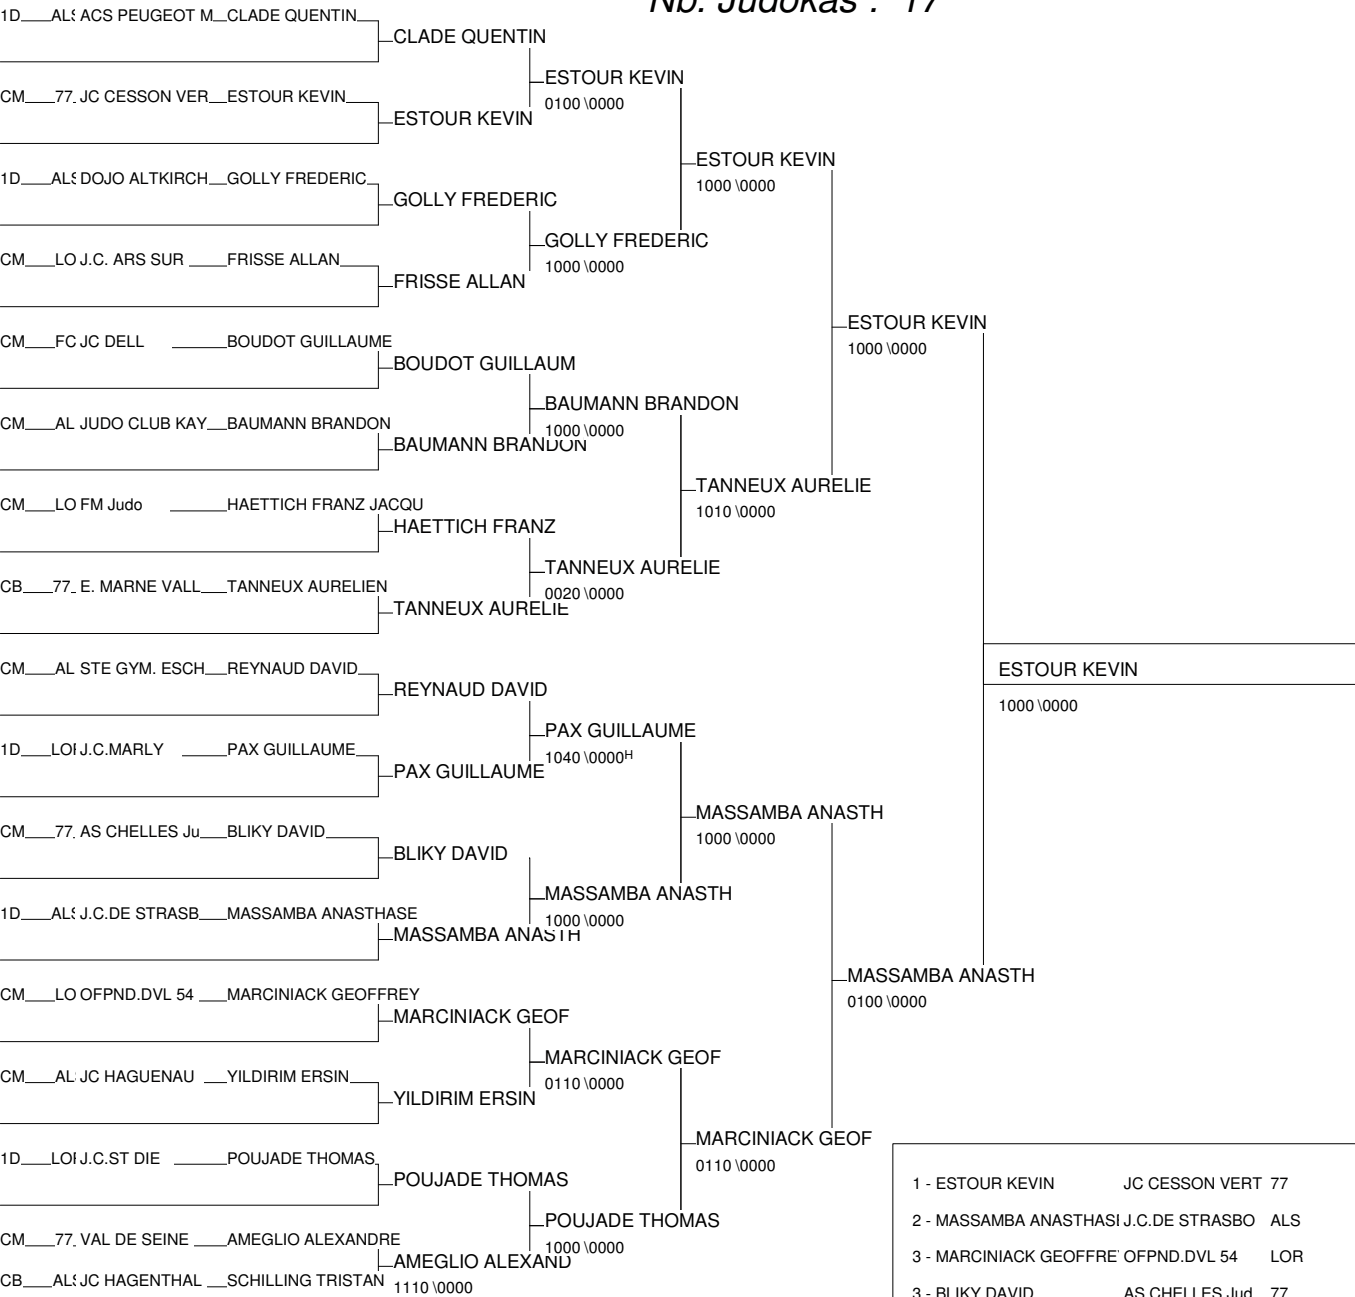 Nb. Judokas : 17
1D ALS ACS PEUGEOT M CLADE QUENTIN
CLADE QUENTIN
ESTOUR KEVIN
0100 \0000
CM 77 JC CESSON VER ESTOUR KEVIN
ESTOUR KEVIN
ESTOUR KEVIN
1000 \0000
1D ALS DOJO ALTKIRCH GOLLY FREDERIC
GOLLY FREDERIC
GOLLY FREDERIC
1000 \0000
CM LO J.C. ARS SUR FRISSE ALLAN
FRISSE ALLAN
ESTOUR KEVIN
1000 \0000
CM FC JC DELL BOUDOT GUILLAUME
BOUDOT GUILLAUM
BAUMANN BRANDON
1000 \0000
CM AL JUDO CLUB KAY BAUMANN BRANDON
BAUMANN BRANDON
TANNEUX AURELIE
1010 \0000
CM LO FM Judo HAETTICH FRANZ JACQU
HAETTICH FRANZ
TANNEUX AURELIE
0020 \0000
CB 77 E. MARNE VALL TANNEUX AURELIEN
TANNEUX AURELIE
CM AL STE GYM. ESCH REYNAUD DAVID
ESTOUR KEVIN
1000 \0000
REYNAUD DAVID
PAX GUILLAUME
1040 \0000H
1D LOR J.C.MARLY PAX GUILLAUME
PAX GUILLAUME
MASSAMBA ANASTH
1000 \0000
CM 77 AS CHELLES Ju BLIKY DAVID
BLIKY DAVID
MASSAMBA ANASTH
1000 \0000
1D ALS J.C.DE STRASB MASSAMBA ANASTHASE
MASSAMBA ANASTH
MASSAMBA ANASTH
0100 \0000
CM LO OFPND.DVL 54 MARCINIACK GEOFFREY
MARCINIACK GEOF
MARCINIACK GEOF
0110 \0000
CM AL JC HAGUENAU YILDIRIM ERSIN
YILDIRIM ERSIN
MARCINIACK GEOF
0110 \0000
1D LOR J.C.ST DIE POUJADE THOMAS
POUJADE THOMAS
POUJADE THOMAS
1000 \0000
CM 77 VAL DE SEINE AMEGLIO ALEXANDRE
AMEGLIO ALEXAND
1110 \0000
CB ALS JC HAGENTHAL SCHILLING TRISTAN
1 - ESTOUR KEVIN JC CESSON VERT 77
2 - MASSAMBA ANASTHASI J.C.DE STRASBO ALS
3 - MARCINIACK GEOFFRE OFPND.DVL 54 LOR
3 - BLIKY DAVID AS CHELLES Jud 77